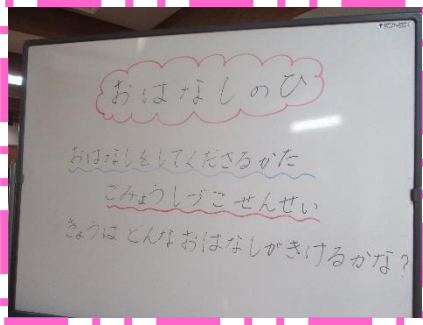 おはなしのひ
おはなしをしてくださるかた
ごみょうしづこ せんせい
きょうは どんな おはなしがきけるかな?